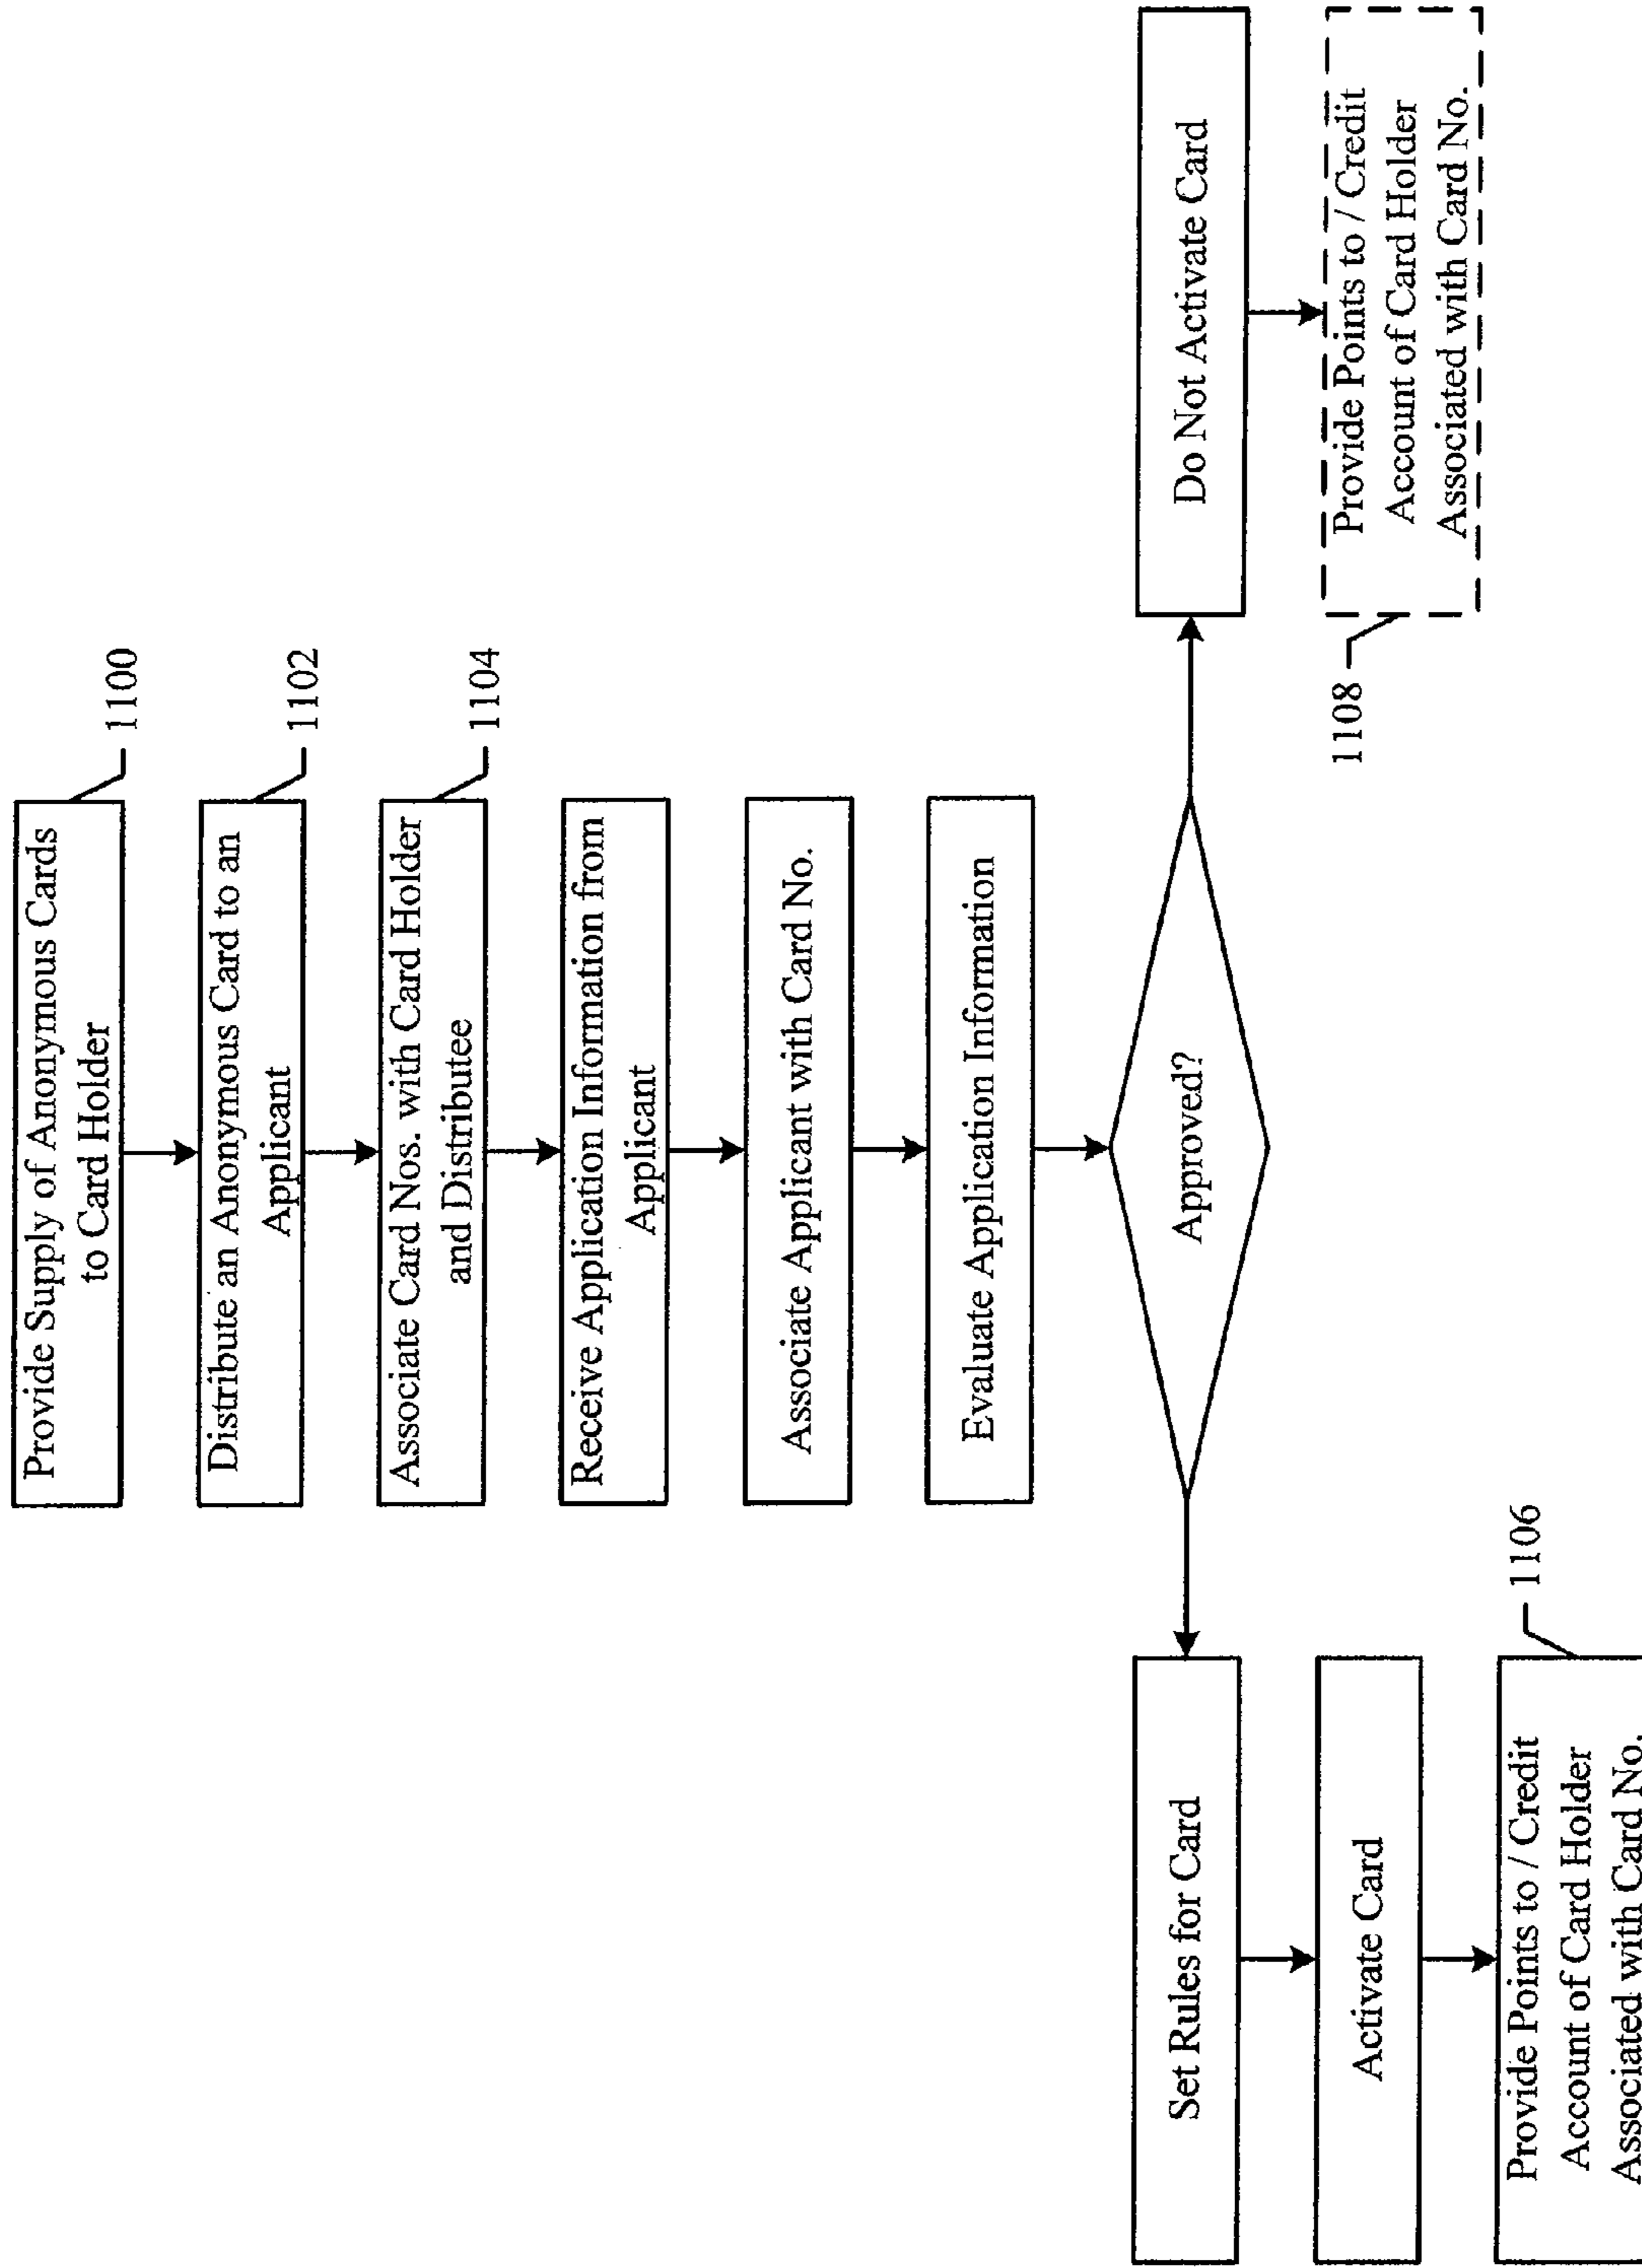 Provide Supply of Anonymous Cards
to Card Holder
1100
Distribute an Anonymous Card to an
Applicant
1102
Associate Card Nos. with Card Holder
and Distributee
1104
Receive Application Information from
Applicant
Associate Applicant with Card No.
Evaluate Application Information
Approved?
Set Rules for Card
Activate Card
Provide Points to / Credit
Account of Card Holder
Associated with Card No.
1106
Do Not Activate Card
Provide Points to / Credit
Account of Card Holder
Associated with Card No.
1108